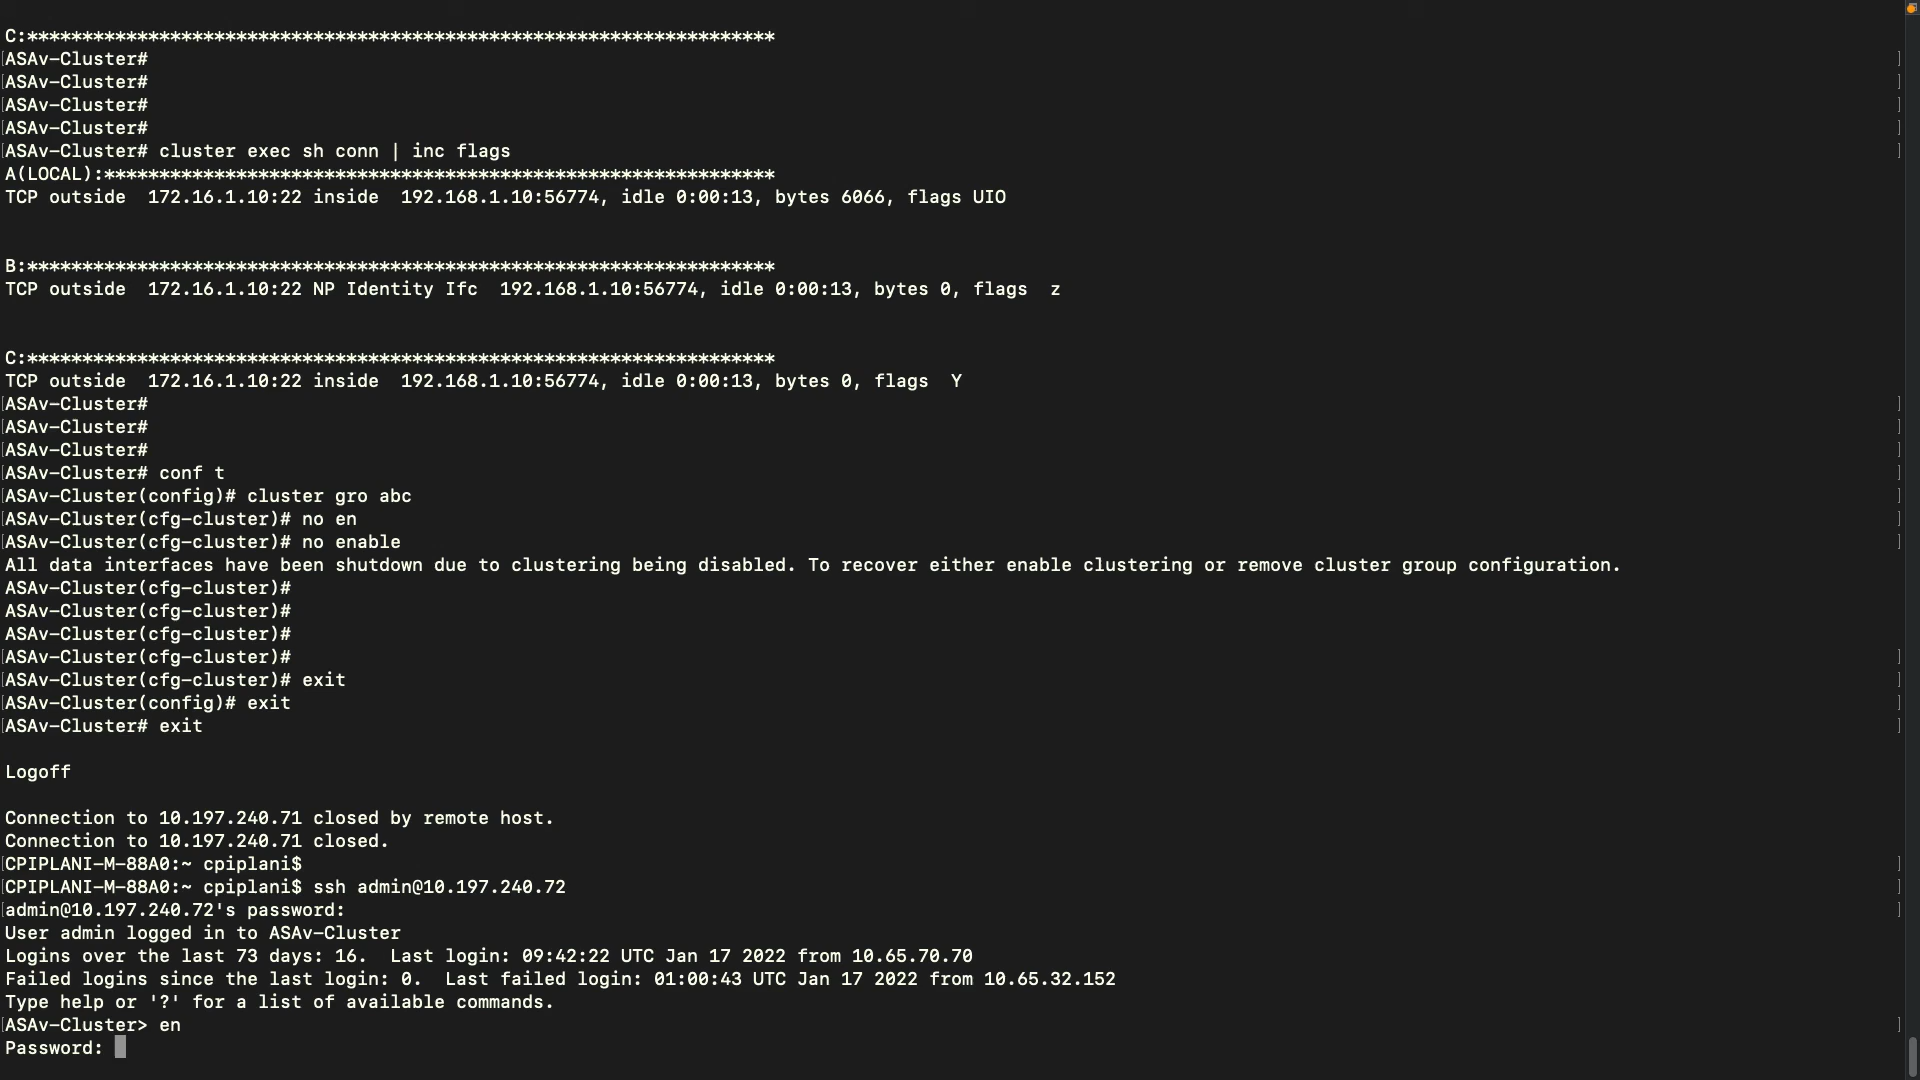 C:********************************************************************
ASAv-Cluster#
ASAv-Cluster#
ASAv-Cluster#
ASAv-Cluster#
ASAv-Cluster# cluster exec sh conn | inc flags
A(LOCAL):*************************************************************
TCP outside  172.16.1.10:22 inside  192.168.1.10:56774, idle 0:00:13, bytes 6066, flags UIO
B:********************************************************************
TCP outside  172.16.1.10:22 NP Identity Ifc  192.168.1.10:56774, idle 0:00:13, bytes 0, flags  z
C:********************************************************************
TCP outside  172.16.1.10:22 inside  192.168.1.10:56774, idle 0:00:13, bytes 0, flags  Y
ASAv-Cluster#
ASAv-Cluster#
ASAv-Cluster#
ASAv-Cluster# conf t
ASAv-Cluster(config)# cluster gro abc
ASAv-Cluster(cfg-cluster)# no en
ASAv-Cluster(cfg-cluster)# no enable
All data interfaces have been shutdown due to clustering being disabled. To recover either enable clustering or remove cluster group configuration.
ASAv-Cluster(cfg-cluster)#
ASAv-Cluster(cfg-cluster)#
ASAv-Cluster(cfg-cluster)#
ASAv-Cluster(cfg-cluster)#
ASAv-Cluster(cfg-cluster)# exit
ASAv-Cluster(config)# exit
ASAv-Cluster# exit
Logoff
Connection to 10.197.240.71 closed by remote host.
Connection to 10.197.240.71 closed.
CPIPLANI-M-88A0:~ cpiplani$
CPIPLANI-M-88A0:~ cpiplani$ ssh admin@10.197.240.72
admin@10.197.240.72's password:
User admin logged in to ASAv-Cluster
Logins over the last 73 days: 16.  Last login: 09:42:22 UTC Jan 17 2022 from 10.65.70.70
Failed logins since the last login: 0.  Last failed login: 01:00:43 UTC Jan 17 2022 from 10.65.32.152
Type help or '?' for a list of available commands.
ASAv-Cluster> en
Password: